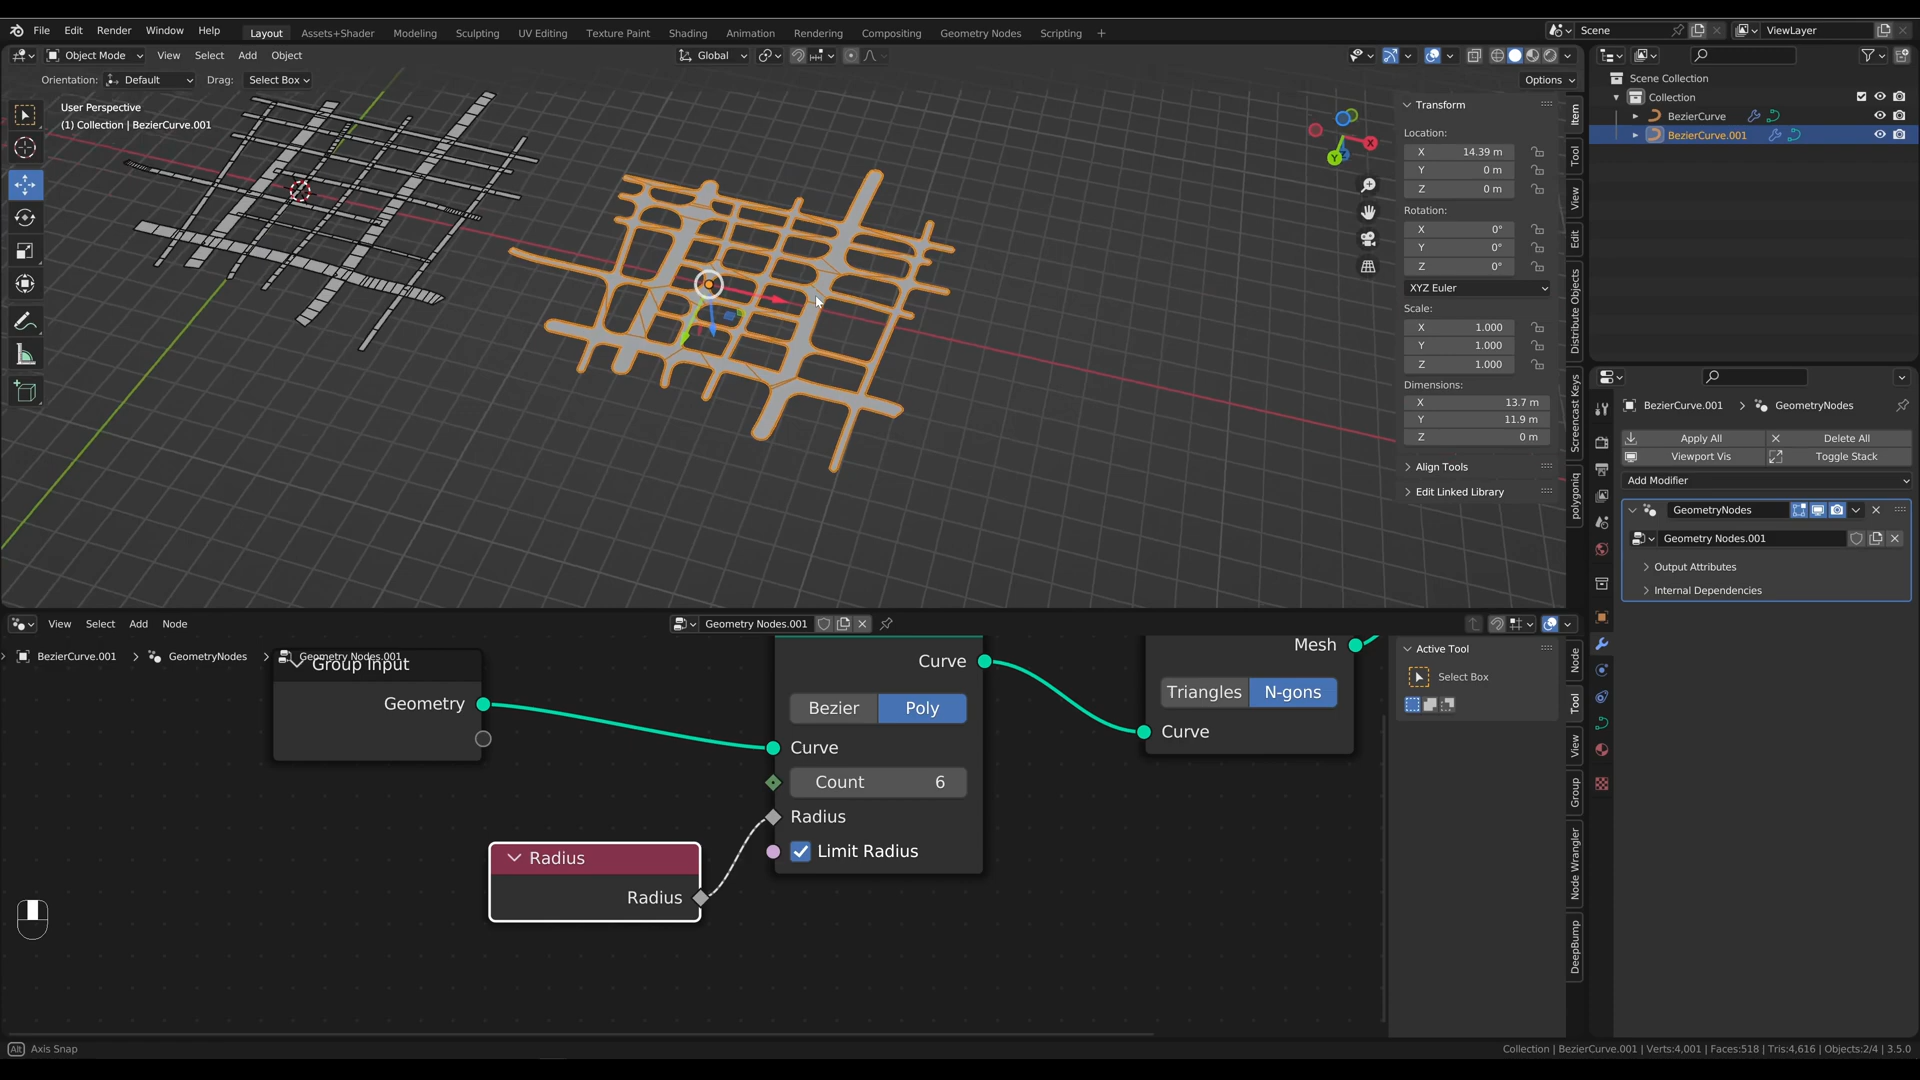 File Edit Render Window Help Layout Assets+Shader Modeling Sculpting UV Editing Texture Paint Shading Animation Rendering Compositing Geometry Nodes Scripting + Scene ViewLayer
Object Mode View Select Add Object Global
Orientation: Default Drag: Select Box Options
User Perspective
(1) Collection | BezierCurve.001
X
Y
Z
Transform
Location:
X 14.39 m
Y 0 m
Z 0 m
Rotation:
X 0°
Y 0°
Z 0°
XYZ Euler
Scale:
X 1.000
Y 1.000
Z 1.000
Dimensions:
X 13.7 m
Y 11.9 m
Z 0 m
Align Tools
Edit Linked Library
Item
Tool
View
Edit
Distribute Objects
Screencast Keys
polygoniq
Scene Collection
Collection
BezierCurve
BezierCurve.001
BezierCurve.001 > GeometryNodes
Apply All Delete All
Viewport Vis Toggle Stack
Add Modifier
GeometryNodes
Geometry Nodes.001
Output Attributes
Internal Dependencies
View Select Add Node Geometry Nodes.001
BezierCurve.001 > GeometryNodes > Geometry Nodes.001
Group Input
Geometry
Curve
Bezier Poly
Curve
Count 6
Radius
Limit Radius
Radius
Radius
Mesh
Triangles N-gons
Curve
Active Tool
Select Box
Node
Tool
View
Group
Node Wrangler
DeepBump
Alt Axis Snap
Collection | BezierCurve.001 | Verts:4,001 | Faces:518 | Tris:4,616 | Objects:2/4 | 3.5.0